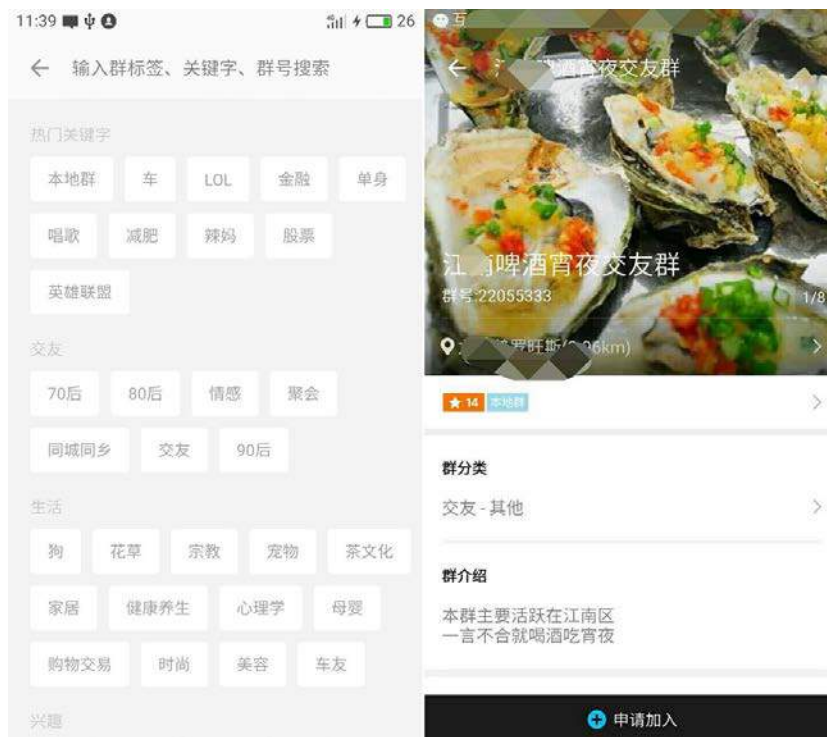 11:39
26
输入群标签、关键字、群号搜索
热门关键字
本地群 车 LOL 金融 单身
唱歌 减肥 辣妈 股票
英雄联盟
交友
70后 80后 情感 聚会
同城同乡 交友 90后
生活
狗 花草 宗教 宠物 茶文化
家居 健康养生 心理学 母婴
购物交易 时尚 美容 车友
兴趣
酒宵夜交友群
江南啤酒宵夜交友群
群号:22055333
1/8
罗旺斯
96km)
14 本地群
群分类
交友 - 其他
群介绍
本群主要活跃在江南区
一言不合就喝酒吃宵夜
申请加入